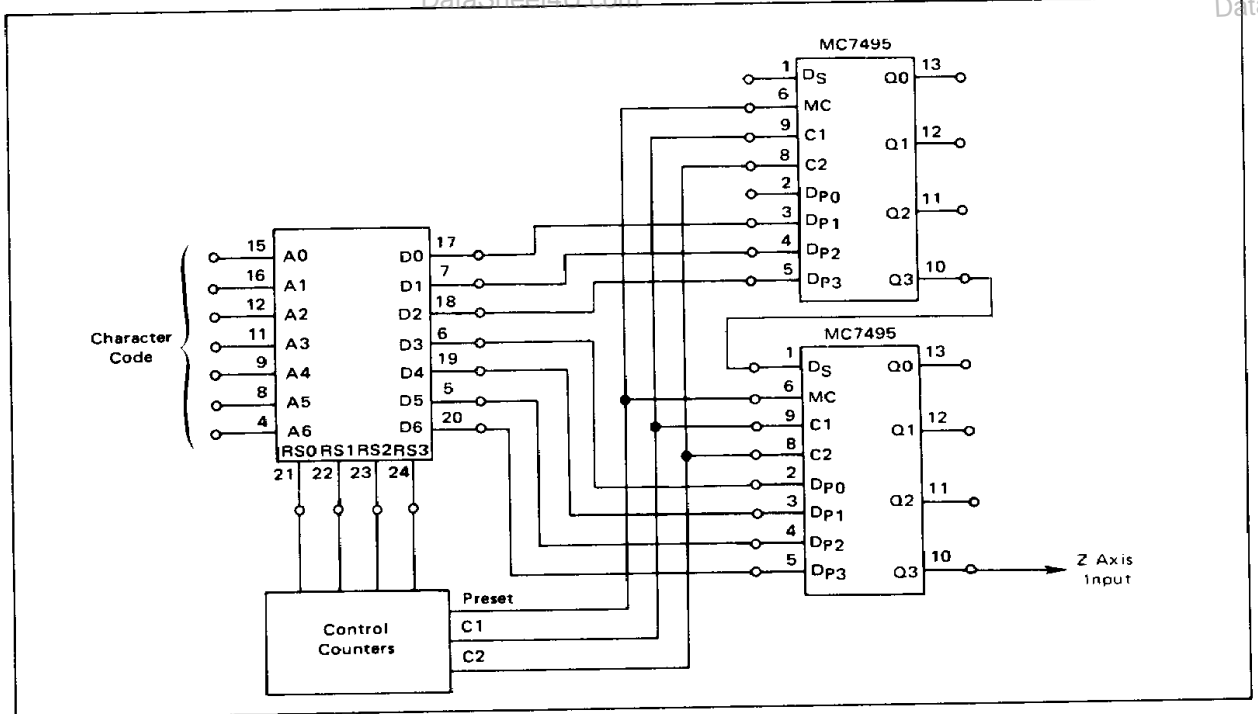 DataSheet4U.com
MC7495
1 DS Q0 13
6 MC
9 C1 Q1 12
8 C2
2 DP0 Q2 11
3 DP1
4 DP2
5 DP3 Q3 10
Character
Code
15 A0 D0 17
16 A1 D1 7
12 A2 D2 18
11 A3 D3 6
9 A4 D4 19
8 A5 D5 5
4 A6 D6 20
RS0 RS1 RS2 RS3
21 22 23 24
MC7495
1 DS Q0 13
6 MC
9 C1 Q1 12
8 C2
2 DP0
3 DP1 Q2 11
4 DP2
5 DP3 Q3 10
Z Axis
Input
Control
Counters
Preset
C1
C2